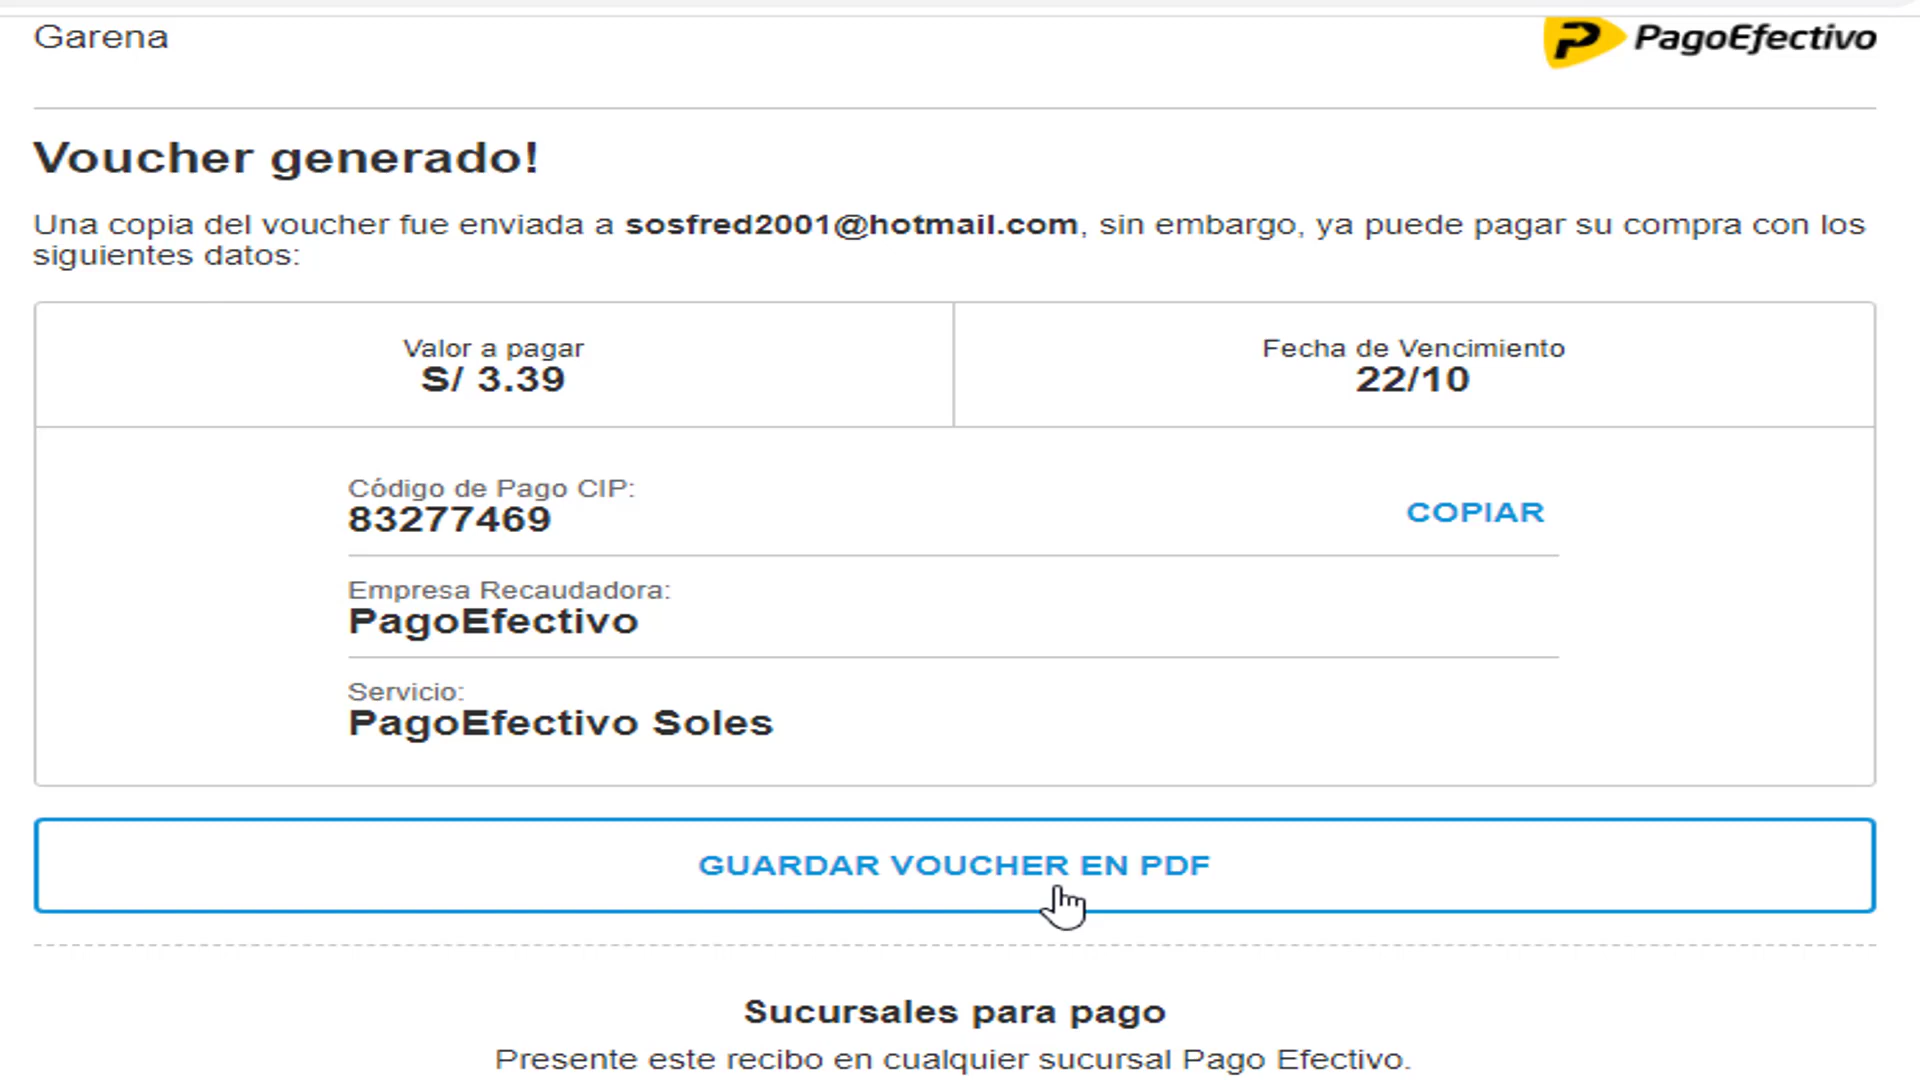 Garena
PagoEfectivo
Voucher generado!
Una copia del voucher fue enviada a sosfred2001@hotmail.com, sin embargo, ya puede pagar su compra con los
siguientes datos:
Valor a pagar
S/ 3.39
Fecha de Vencimiento
22/10
Código de Pago CIP:
83277469
COPIAR
Empresa Recaudadora:
PagoEfectivo
Servicio:
PagoEfectivo Soles
GUARDAR VOUCHER EN PDF
Sucursales para pago
Presente este recibo en cualquier sucursal Pago Efectivo.